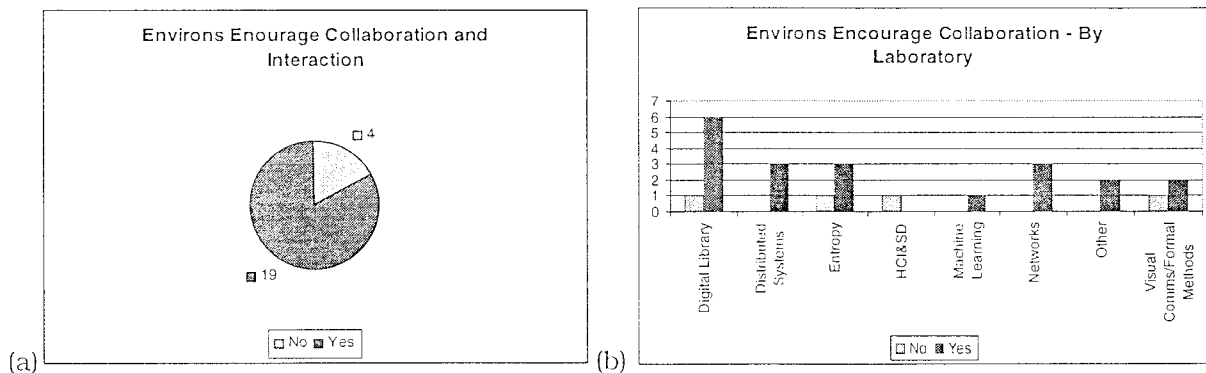 Environs Enourage Collaboration and
Interaction
4
19
No Yes
(a)
Environs Encourage Collaboration - By
Laboratory
7
6
5
4
3
2
1
0
Digital Library
Distributed
Systems
Entropy
HCI&SD
Machine
Learning
Networks
Other
Visual
Comms/Formal
Methods
No Yes
(b)